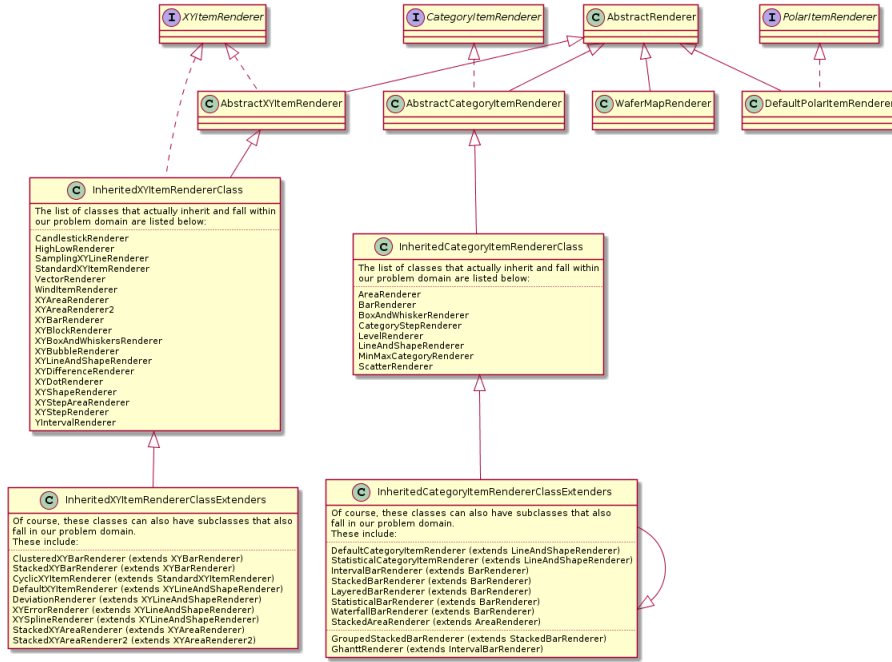 I XYItemRenderer
I CategoryItemRenderer
C AbstractRenderer
I PolarItemRenderer
C AbstractXYItemRenderer
C AbstractCategoryItemRenderer
C WaferMapRenderer
C DefaultPolarItemRenderer
C InheritedXYItemRendererClass
The list of classes that actually inherit and fall within
our problem domain are listed below:
CandlestickRenderer
HighLowRenderer
SamplingXYLineRenderer
StandardXYItemRenderer
VectorRenderer
WindItemRenderer
XYAreaRenderer
XYAreaRenderer2
XYBarRenderer
XYBlockRenderer
XYBoxAndWhiskersRenderer
XYBubbleRenderer
XYLineAndShapeRenderer
XYDifferenceRenderer
XYDotRenderer
XYShapeRenderer
XYStepAreaRenderer
XYStepRenderer
YIntervalRenderer
C InheritedCategoryItemRendererClass
The list of classes that actually inherit and fall within
our problem domain are listed below:
AreaRenderer
BarRenderer
BoxAndWhiskerRenderer
CategoryStepRenderer
LevelRenderer
LineAndShapeRenderer
MinMaxCategoryRenderer
ScatterRenderer
C InheritedXYItemRendererClassExtenders
Of course, these classes can also have subclasses that also
fall in our problem domain.
These include:
ClusteredXYBarRenderer (extends XYBarRenderer)
StackedXYBarRenderer (extends XYBarRenderer)
CyclicXYItemRenderer (extends StandardXYItemRenderer)
DefaultXYItemRenderer (extends XYLineAndShapeRenderer)
DeviationRenderer (extends XYLineAndShapeRenderer)
XYErrorRenderer (extends XYLineAndShapeRenderer)
XYSplineRenderer (extends XYLineAndShapeRenderer)
StackedXYAreaRenderer (extends XYAreaRenderer)
StackedXYAreaRenderer2 (extends XYAreaRenderer2)
C InheritedCategoryItemRendererClassExtenders
Of course, these classes can also have subclasses that also
fall in our problem domain.
These include:
DefaultCategoryItemRenderer (extends LineAndShapeRenderer)
StatisticalCategoryItemRenderer (extends LineAndShapeRenderer)
IntervalBarRenderer (extends BarRenderer)
StackedBarRenderer (extends BarRenderer)
LayeredBarRenderer (extends BarRenderer)
StatisticalBarRenderer (extends BarRenderer)
WaterfallBarRenderer (extends BarRenderer)
StackedAreaRenderer (extends AreaRenderer)
GroupedStackedBarRenderer (extends StackedBarRenderer)
GhanttRenderer (extends IntervalBarRenderer)